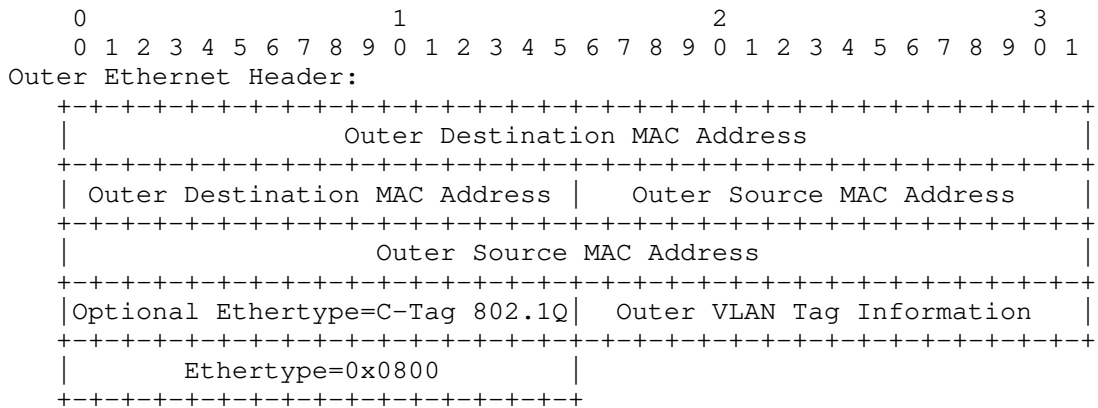 0                   1                   2                   3
    0 1 2 3 4 5 6 7 8 9 0 1 2 3 4 5 6 7 8 9 0 1 2 3 4 5 6 7 8 9 0 1
Outer Ethernet Header:
   +-+-+-+-+-+-+-+-+-+-+-+-+-+-+-+-+-+-+-+-+-+-+-+-+-+-+-+-+-+-+-+-+
   |                 Outer Destination MAC Address                 |
   +-+-+-+-+-+-+-+-+-+-+-+-+-+-+-+-+-+-+-+-+-+-+-+-+-+-+-+-+-+-+-+-+
   | Outer Destination MAC Address |   Outer Source MAC Address    |
   +-+-+-+-+-+-+-+-+-+-+-+-+-+-+-+-+-+-+-+-+-+-+-+-+-+-+-+-+-+-+-+-+
   |                   Outer Source MAC Address                    |
   +-+-+-+-+-+-+-+-+-+-+-+-+-+-+-+-+-+-+-+-+-+-+-+-+-+-+-+-+-+-+-+-+
   |Optional Ethertype=C-Tag 802.1Q|  Outer VLAN Tag Information   |
   +-+-+-+-+-+-+-+-+-+-+-+-+-+-+-+-+-+-+-+-+-+-+-+-+-+-+-+-+-+-+-+-+
   |       Ethertype=0x0800        |
   +-+-+-+-+-+-+-+-+-+-+-+-+-+-+-+-+